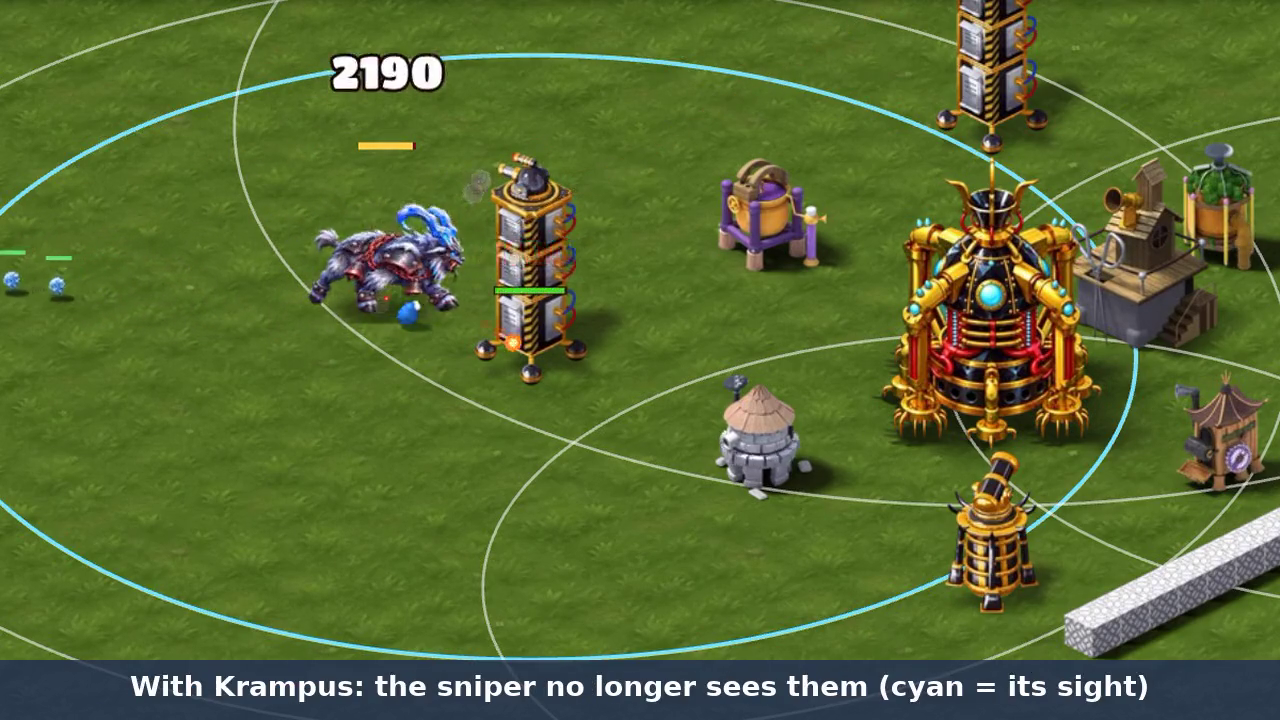 2190
With Krampus: the sniper no longer sees them (cyan = its sight)